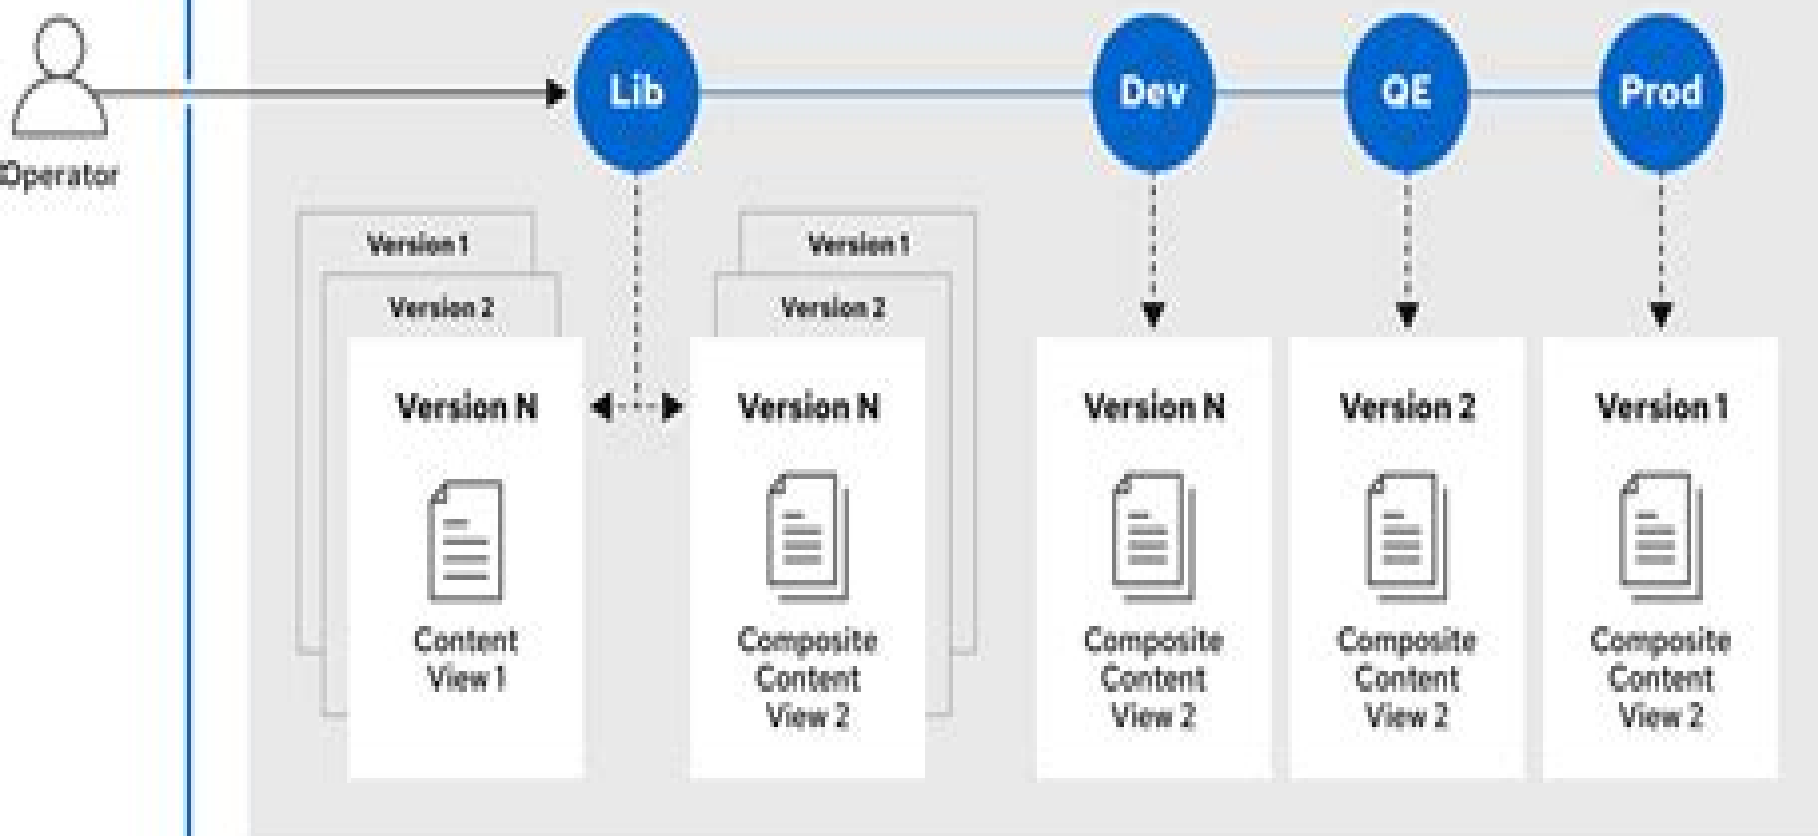 Lib
Dev
QE
Prod
Operator
Version 1
Version 1
Version 2
Version 2
Version N
Version N
Version N
Version 2
Version 1
Content
View 1
Composite
Content
View 2
Composite
Content
View 2
Composite
Content
View 2
Composite
Content
View 2